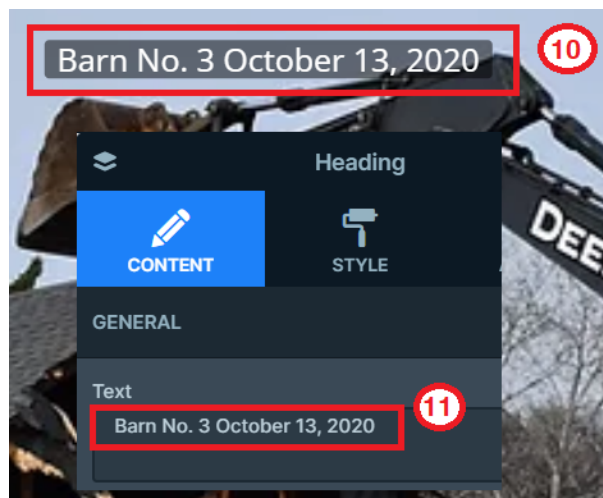 Barn No. 3 October 13, 2020
10
Heading
DEE
CONTENT
STYLE
GENERAL
Text
11
Barn No. 3 October 13, 2020